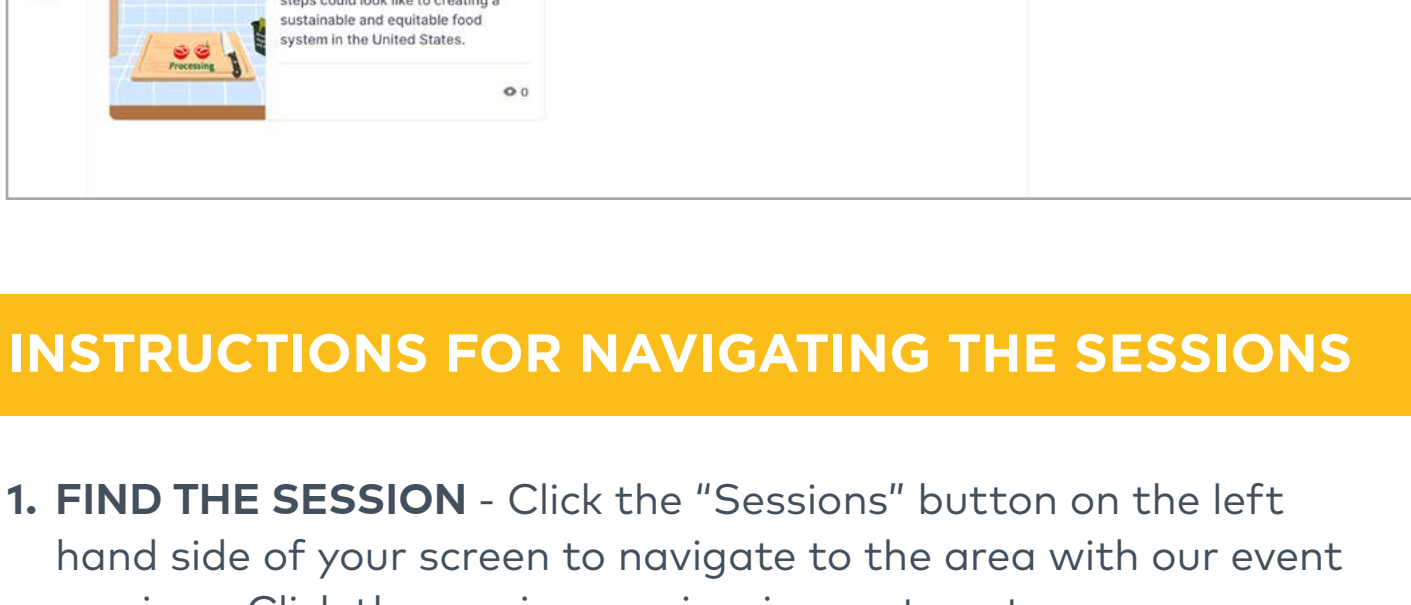 steps could look like to creating a
sustainable and equitable food
system in the United States.
Processing
0
INSTRUCTIONS FOR NAVIGATING THE SESSIONS
1. FIND THE SESSION - Click the “Sessions” button on the left
hand side of your screen to navigate to the area with our event
Click the